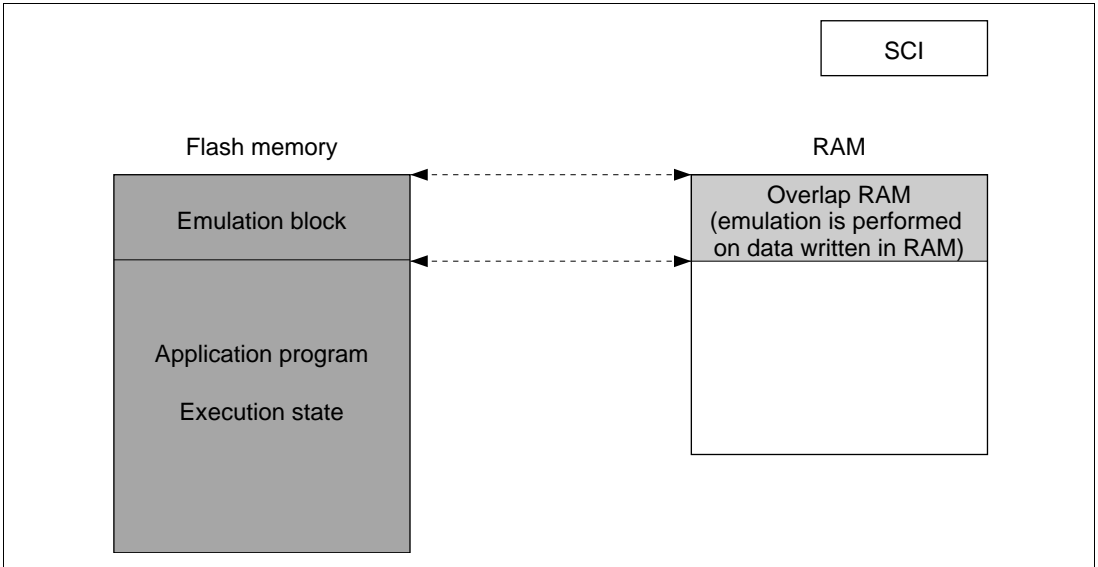 SCI
Flash memory
RAM
Emulation block
Overlap RAM
(emulation is performed
on data written in RAM)
Application program
Execution state